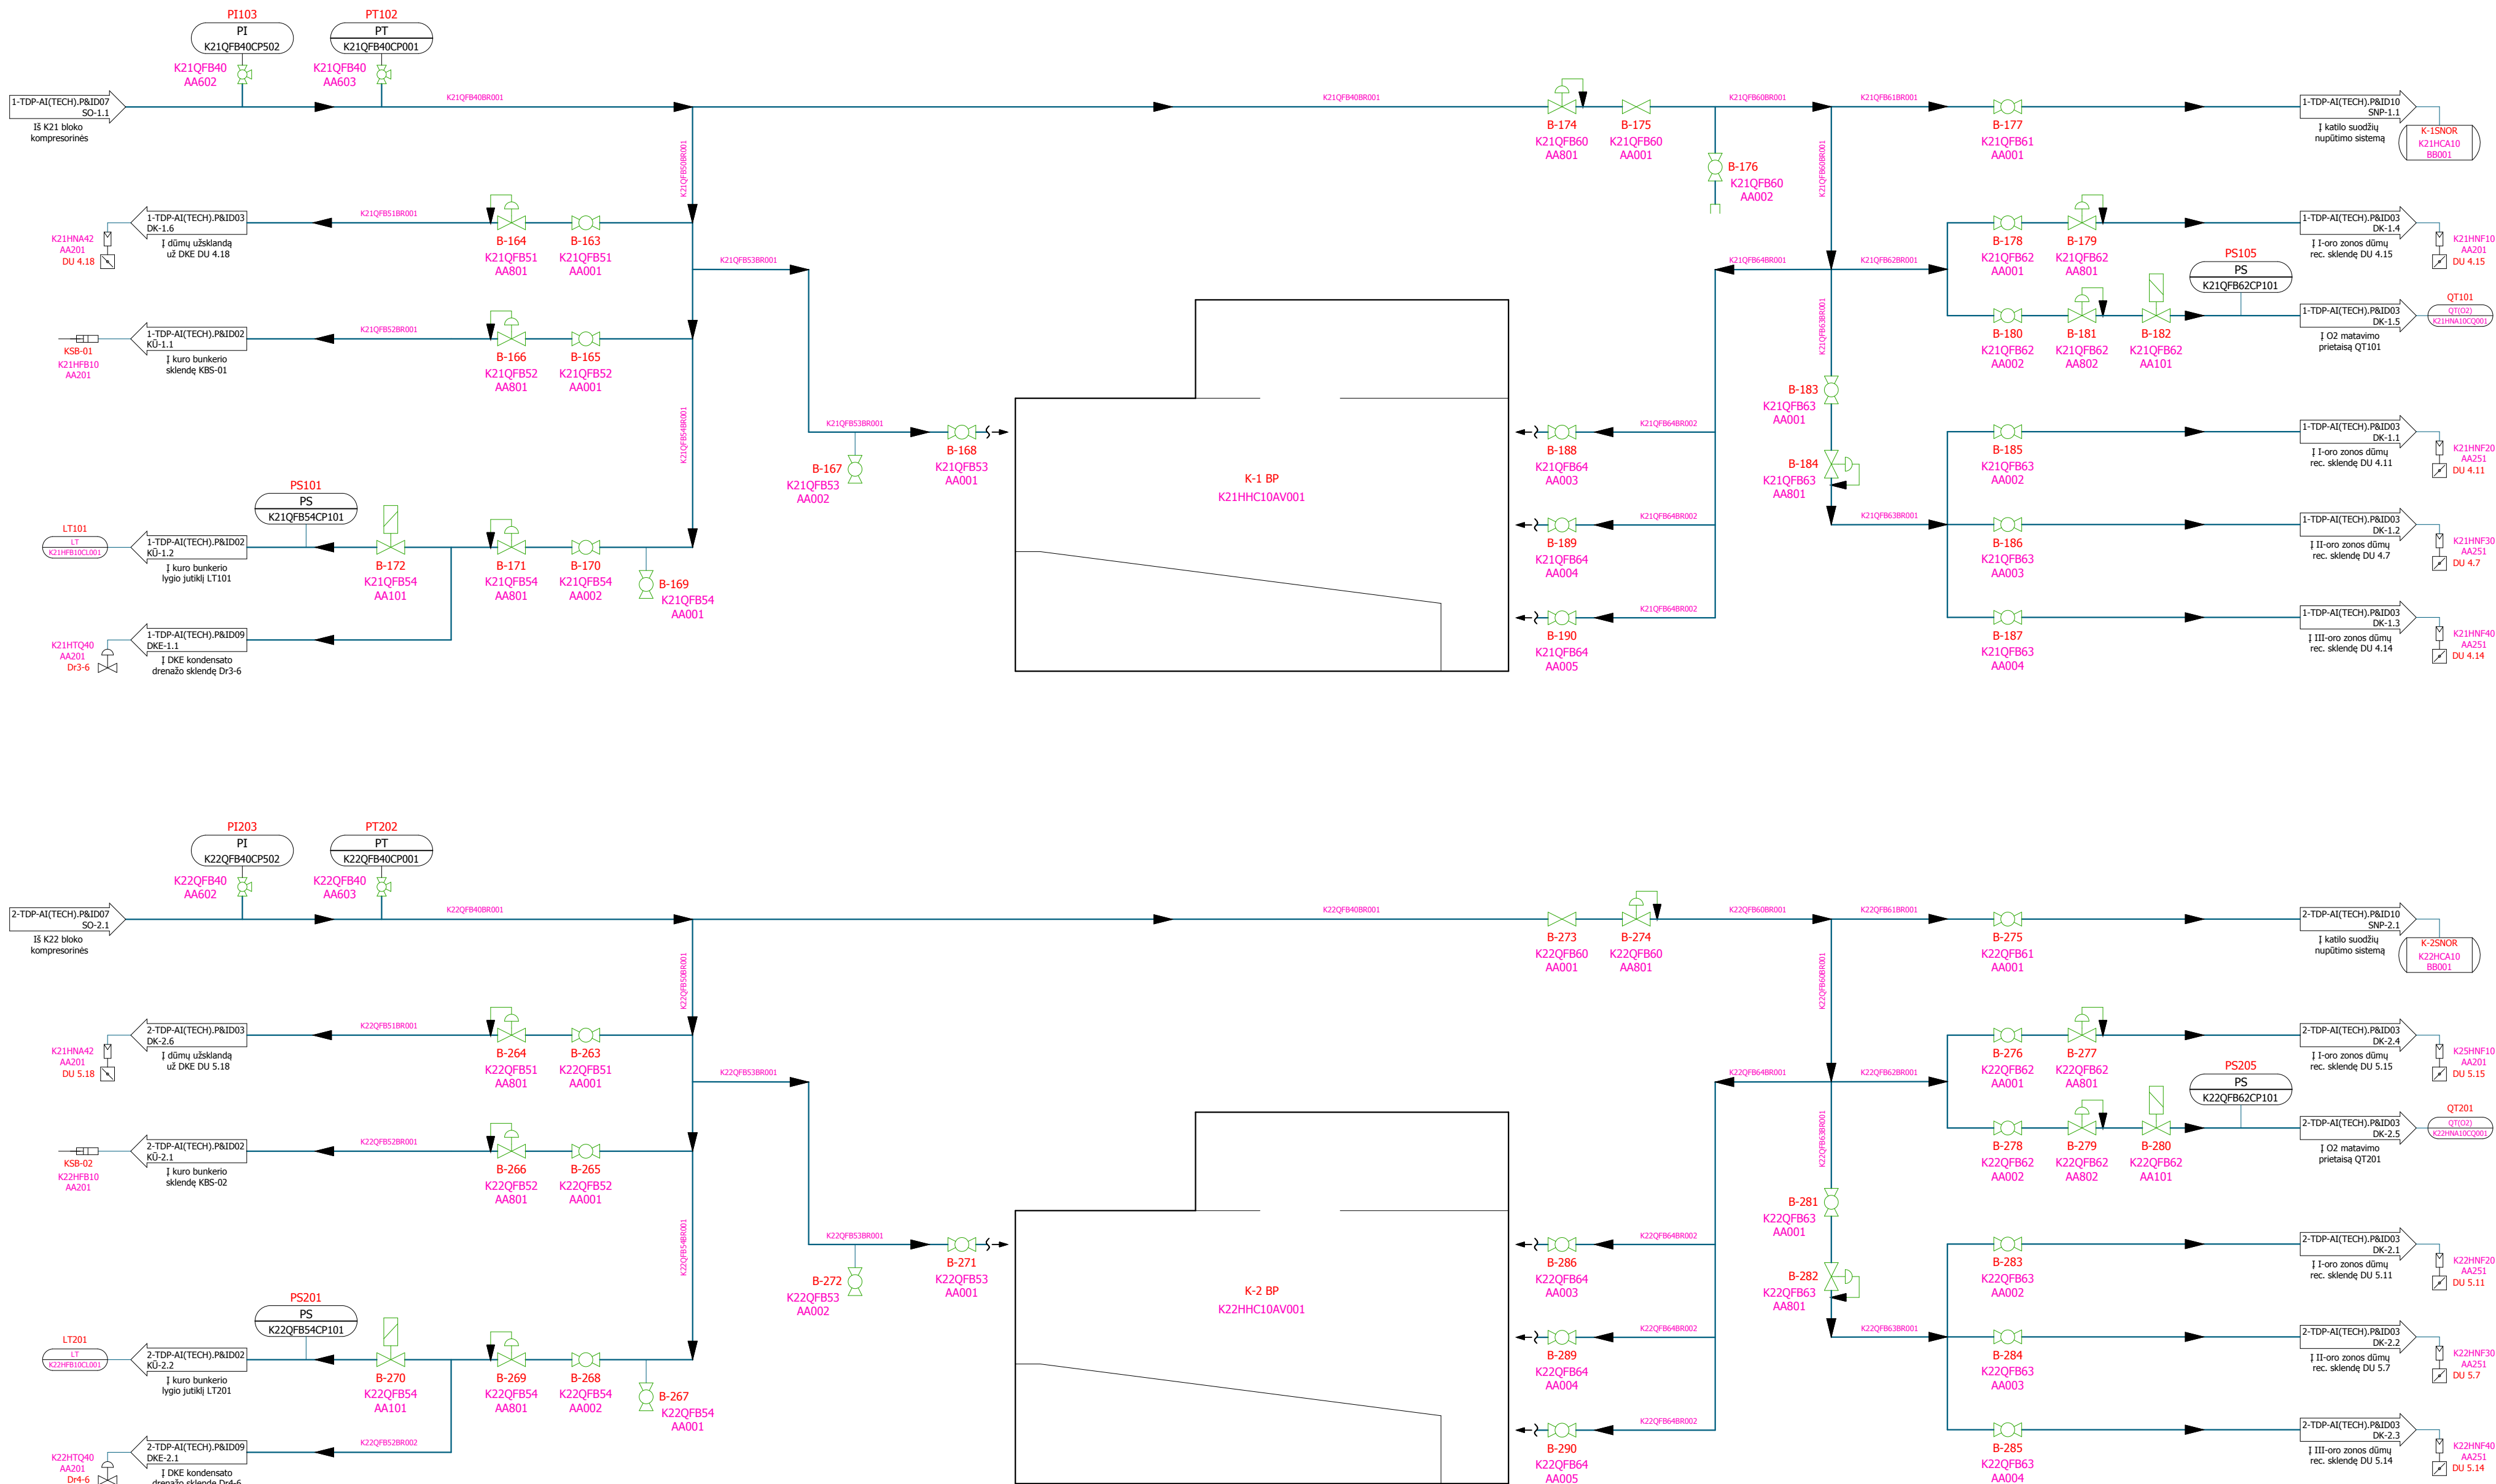 PI103
PI
K21QFB40CP502
K21QFB40
AA602
PT102
PT
K21QFB40CP001
K21QFB40
AA603
1-TDP-AI(TECH).P&ID07
SO-1.1
Iš K21 bloko
kompresorinės
K21QFB40BR001
K21QFB40BR001
B-174
K21QFB60
AA801
B-175
K21QFB60
AA001
K21QFB60BR001
K21QFB61BR001
B-177
K21QFB61
AA001
1-TDP-AI(TECH).P&ID10
SNP-1.1
Į katilo suodžių
nupūtimo sistemą
K-1SNOR
K21HCA10
BB001
B-176
K21QFB60
AA002
K21QFB50BR001
K21QFB60BR001
K21HNA42
AA201
DU 4.18
1-TDP-AI(TECH).P&ID03
DK-1.6
Į dūmų užsklandą
už DKE DU 4.18
K21QFB51BR001
B-164
K21QFB51
AA801
B-163
K21QFB51
AA001
K21QFB53BR001
K21QFB64BR001
K21QFB62BR001
B-178
K21QFB62
AA001
B-179
K21QFB62
AA801
1-TDP-AI(TECH).P&ID03
DK-1.4
Į I-oro zonos dūmų
rec. sklendę DU 4.15
K21HNF10
AA201
DU 4.15
PS105
PS
K21QFB62CP101
KSB-01
K21HFB10
AA201
1-TDP-AI(TECH).P&ID02
KŪ-1.1
Į kuro bunkerio
sklendę KBS-01
K21QFB52BR001
B-166
K21QFB52
AA801
B-165
K21QFB52
AA001
K21QFB63BR001
B-180
K21QFB62
AA002
B-181
K21QFB62
AA802
B-182
K21QFB62
AA101
1-TDP-AI(TECH).P&ID03
DK-1.5
Į O2 matavimo
prietaisą QT101
QT101
QT(O2)
K21HNA10CQ001
K21QFB54BR001
K21QFB53BR001
B-167
K21QFB53
AA002
B-168
K21QFB53
AA001
K-1 BP
K21HHC10AV001
B-188
K21QFB64
AA003
K21QFB64BR002
B-183
K21QFB63
AA001
B-184
K21QFB63
AA801
B-185
K21QFB63
AA002
1-TDP-AI(TECH).P&ID03
DK-1.1
Į I-oro zonos dūmų
rec. sklendę DU 4.11
K21HNF20
AA251
DU 4.11
LT101
LT
K21HFB10CL001
1-TDP-AI(TECH).P&ID02
KŪ-1.2
Į kuro bunkerio
lygio jutiklį LT101
PS101
PS
K21QFB54CP101
B-172
K21QFB54
AA101
B-171
K21QFB54
AA801
B-170
K21QFB54
AA002
B-169
K21QFB54
AA001
B-189
K21QFB64
AA004
K21QFB64BR002
K21QFB63BR001
B-186
K21QFB63
AA003
1-TDP-AI(TECH).P&ID03
DK-1.2
Į II-oro zonos dūmų
rec. sklendę DU 4.7
K21HNF30
AA251
DU 4.7
K21HTQ40
AA201
Dr3-6
1-TDP-AI(TECH).P&ID09
DKE-1.1
Į DKE kondensato
drenažo sklendę Dr3-6
B-190
K21QFB64
AA005
K21QFB64BR002
B-187
K21QFB63
AA004
1-TDP-AI(TECH).P&ID03
DK-1.3
Į III-oro zonos dūmų
rec. sklendę DU 4.14
K21HNF40
AA251
DU 4.14
PI203
PI
K22QFB40CP502
K22QFB40
AA602
PT202
PT
K22QFB40CP001
K22QFB40
AA603
2-TDP-AI(TECH).P&ID07
SO-2.1
Iš K22 bloko
kompresorinės
K22QFB40BR001
K22QFB40BR001
B-273
K22QFB60
AA001
B-274
K22QFB60
AA801
K22QFB60BR001
K22QFB61BR001
B-275
K22QFB61
AA001
2-TDP-AI(TECH).P&ID10
SNP-2.1
Į katilo suodžių
nupūtimo sistemą
K-2SNOR
K22HCA10
BB001
K22QFB50BR001
K22QFB60BR001
K21HNA42
AA201
DU 5.18
2-TDP-AI(TECH).P&ID03
DK-2.6
Į dūmų užsklandą
už DKE DU 5.18
K22QFB51BR001
B-264
K22QFB51
AA801
B-263
K22QFB51
AA001
K22QFB53BR001
K22QFB64BR001
K22QFB62BR001
B-276
K22QFB62
AA001
B-277
K22QFB62
AA801
2-TDP-AI(TECH).P&ID03
DK-2.4
Į I-oro zonos dūmų
rec. sklendę DU 5.15
K25HNF10
AA201
DU 5.15
PS205
PS
K22QFB62CP101
KSB-02
K22HFB10
AA201
2-TDP-AI(TECH).P&ID02
KŪ-2.1
Į kuro bunkerio
sklendę KBS-02
K22QFB52BR001
B-266
K22QFB52
AA801
B-265
K22QFB52
AA001
K22QFB63BR001
B-278
K22QFB62
AA002
B-279
K22QFB62
AA802
B-280
K22QFB62
AA101
2-TDP-AI(TECH).P&ID03
DK-2.5
Į O2 matavimo
prietaisą QT201
QT201
QT(O2)
K22HNA10CQ001
K22QFB54BR001
K22QFB53BR001
B-272
K22QFB53
AA002
B-271
K22QFB53
AA001
K-2 BP
K22HHC10AV001
B-286
K22QFB64
AA003
K22QFB64BR002
B-281
K22QFB63
AA001
B-282
K22QFB63
AA801
B-283
K22QFB63
AA002
2-TDP-AI(TECH).P&ID03
DK-2.1
Į I-oro zonos dūmų
rec. sklendę DU 5.11
K22HNF20
AA251
DU 5.11
LT201
LT
K22HFB10CL001
2-TDP-AI(TECH).P&ID02
KŪ-2.2
Į kuro bunkerio
lygio jutiklį LT201
PS201
PS
K22QFB54CP101
B-270
K22QFB54
AA101
B-269
K22QFB54
AA801
B-268
K22QFB54
AA002
B-267
K22QFB54
AA001
B-289
K22QFB64
AA004
K22QFB64BR002
K22QFB63BR001
B-284
K22QFB63
AA003
2-TDP-AI(TECH).P&ID03
DK-2.2
Į II-oro zonos dūmų
rec. sklendę DU 5.7
K22HNF30
AA251
DU 5.7
K22HTQ40
AA201
Dr4-6
2-TDP-AI(TECH).P&ID09
DKE-2.1
Į DKE kondensato
drenažo sklendę Dr4-6
K22QFB52BR002
B-290
K22QFB64
AA005
K22QFB64BR002
B-285
K22QFB63
AA004
2-TDP-AI(TECH).P&ID03
DK-2.3
Į III-oro zonos dūmų
rec. sklendę DU 5.14
K22HNF40
AA251
DU 5.14